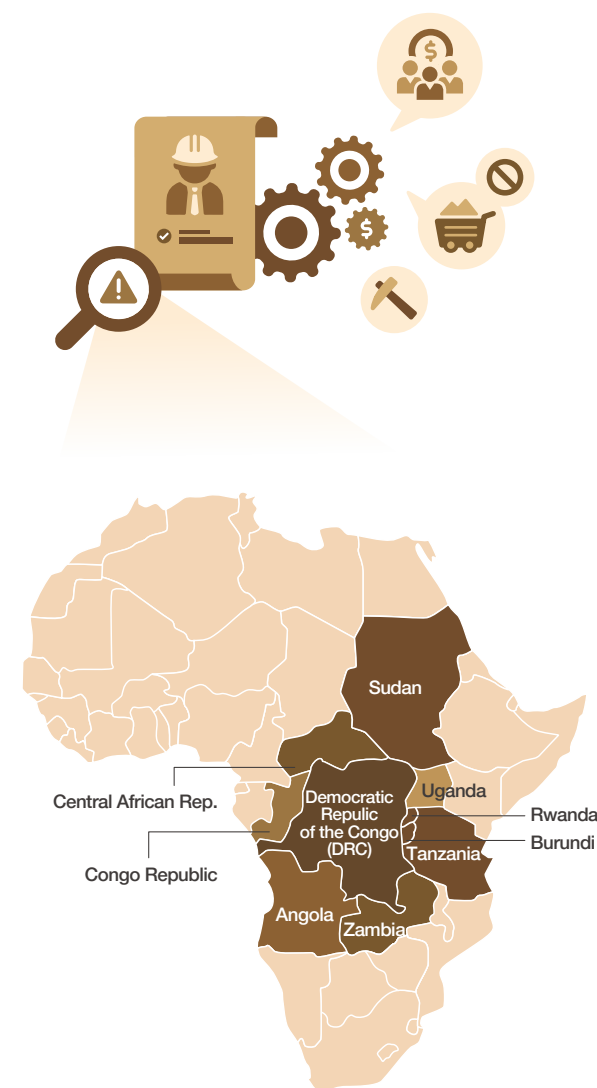 $
$
Sudan
Central African Rep.
Democratic
Repulic
of the Congo
(DRC)
Uganda
Rwanda
Burundi
Tanzania
Congo Republic
Angola
Zambia